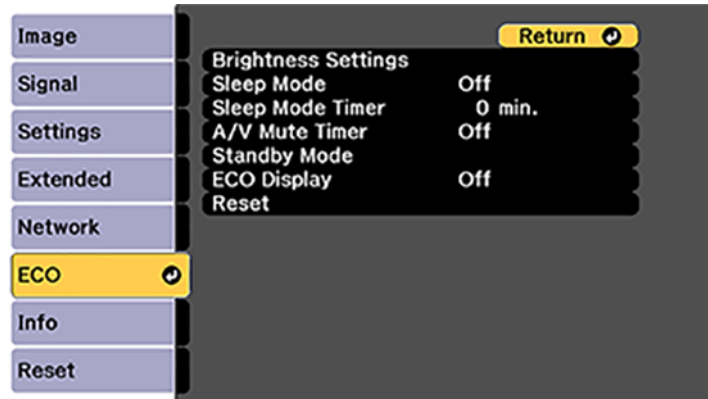 Image
Signal
Settings
Extended
Network
ECO
Info
Reset
Return
Brightness Settings
Sleep Mode Off
Sleep Mode Timer 0 min.
A/V Mute Timer Off
Standby Mode
ECO Display Off
Reset